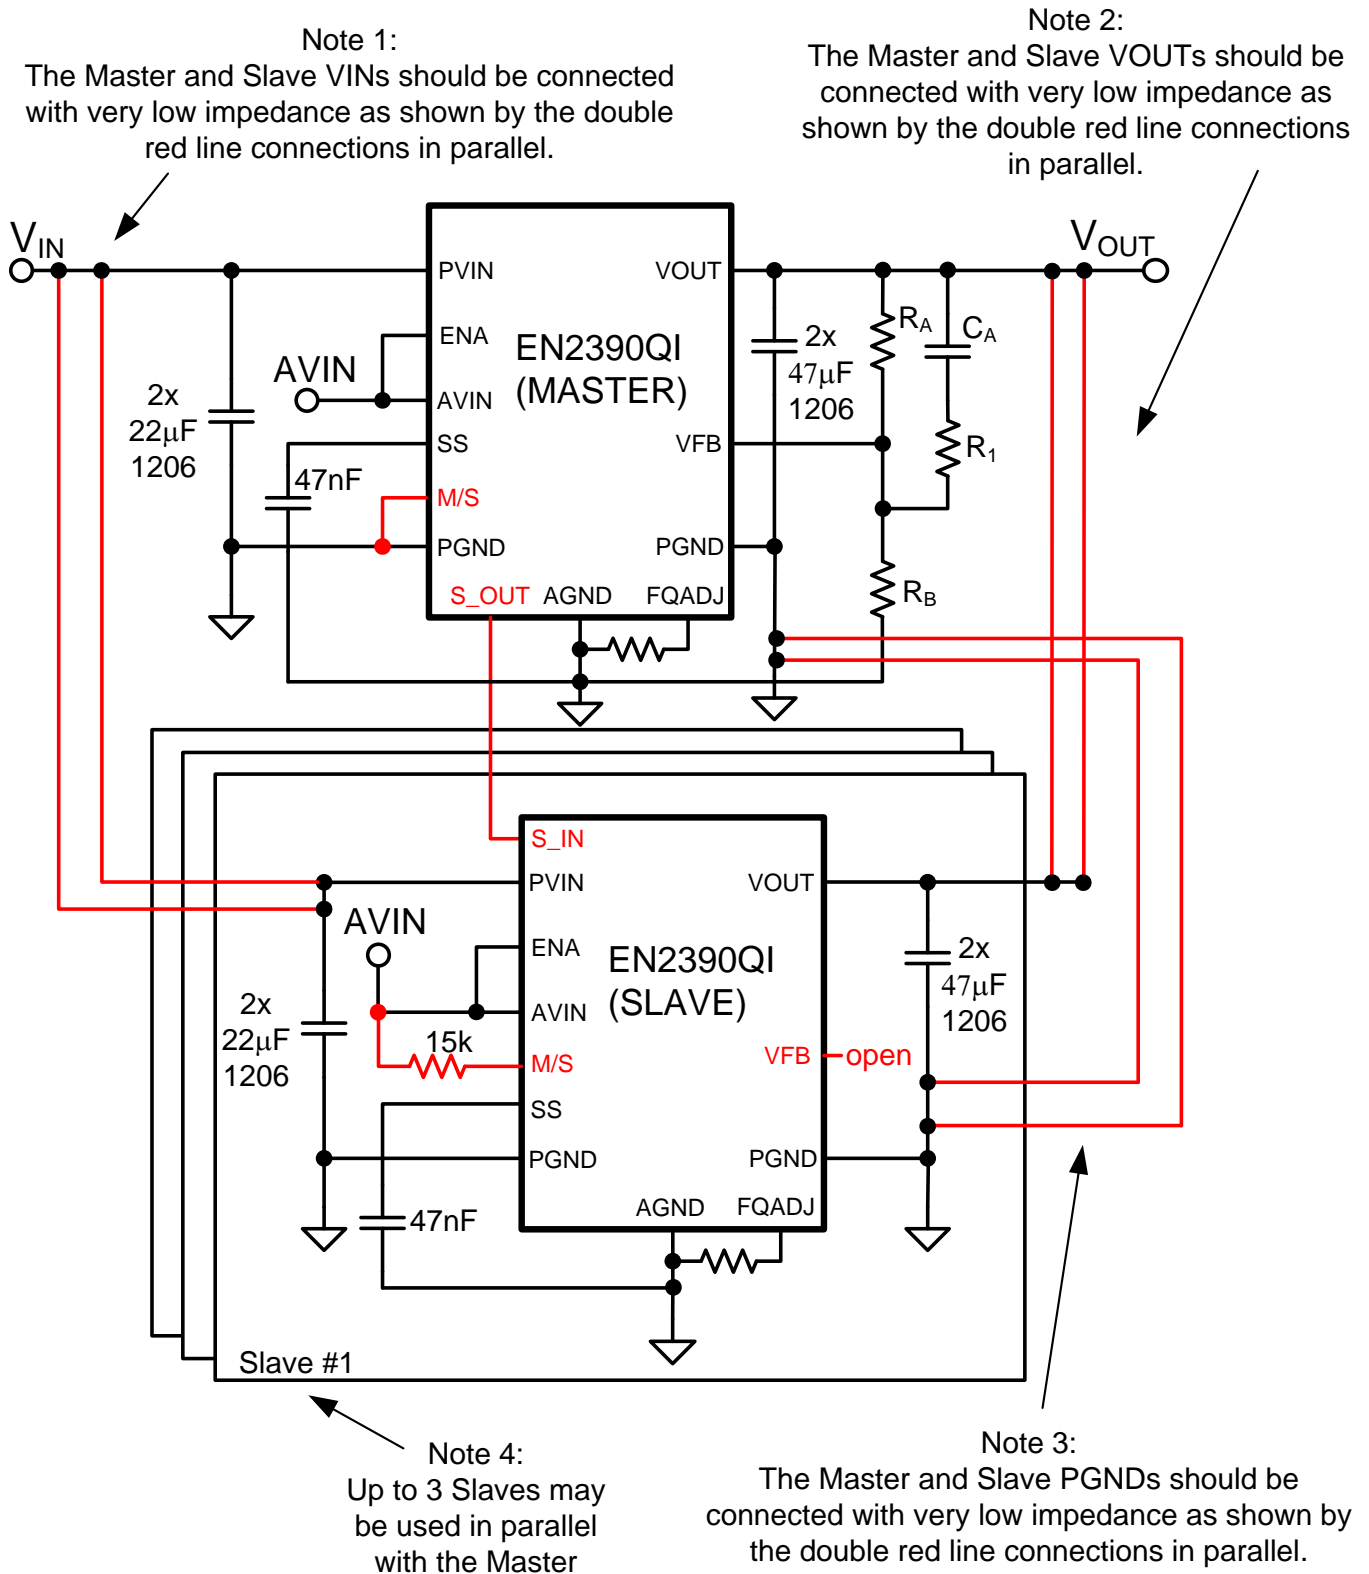 Note 1:
The Master and Slave VINs should be connected
with very low impedance as shown by the double
red line connections in parallel.
Note 2:
The Master and Slave VOUTs should be
connected with very low impedance as
shown by the double red line connections
in parallel.
VIN
VOUT
PVIN
VOUT
ENA
AVIN
AVIN
EN2390QI
(MASTER)
SS
VFB
M/S
PGND
PGND
S_OUT
AGND
FQADJ
2x
22μF
1206
47nF
2x
47μF
1206
RA
CA
R1
RB
S_IN
PVIN
VOUT
AVIN
ENA
AVIN
EN2390QI
(SLAVE)
15k
M/S
VFB
open
SS
PGND
PGND
AGND
FQADJ
2x
22μF
1206
47nF
2x
47μF
1206
Slave #1
Note 4:
Up to 3 Slaves may
be used in parallel
with the Master
Note 3:
The Master and Slave PGNDs should be
connected with very low impedance as shown by
the double red line connections in parallel.